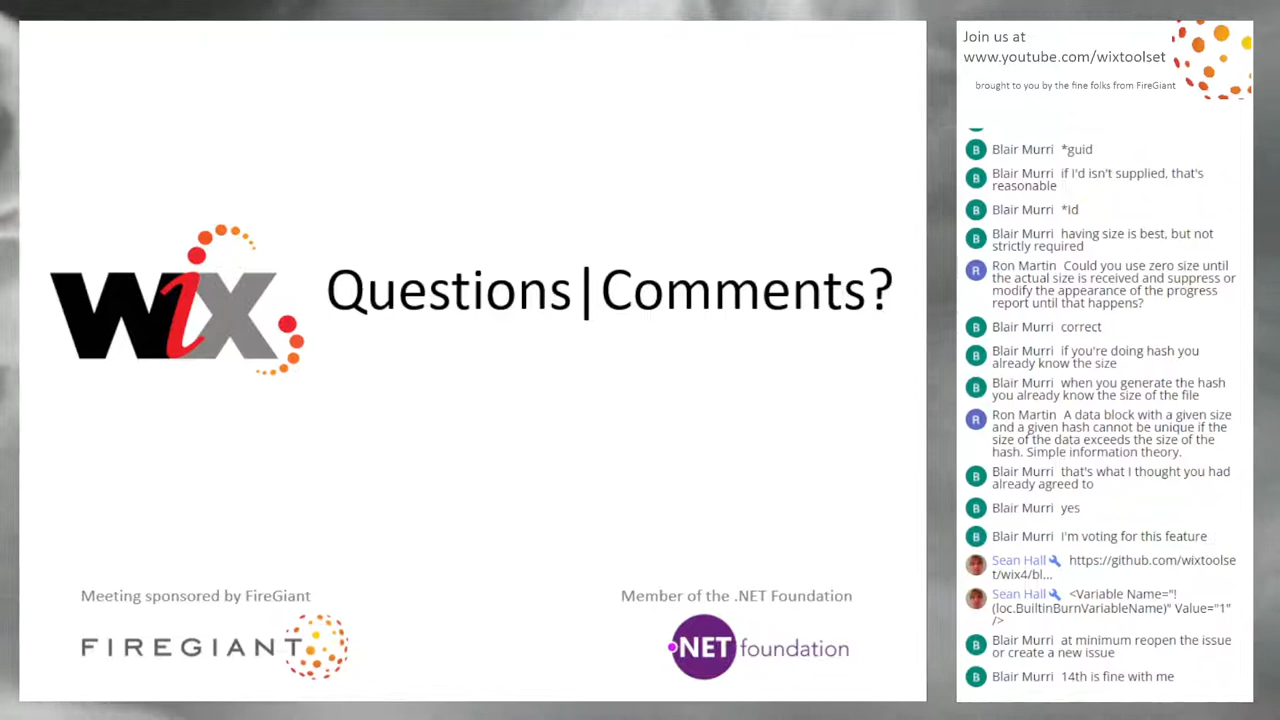 WiX
Questions|Comments?
Meeting sponsored by FireGiant
FIREGIANT
Member of the .NET Foundation
.NET foundation
Join us at
www.youtube.com/wixtoolset
brought to you by the fine folks from FireGiant
B Blair Murri *guid
B Blair Murri if I'd isn't supplied, that's
reasonable
B Blair Murri *Id
B Blair Murri having size is best, but not
strictly required
R Ron Martin Could you use zero size until
the actual size is received and suppress or
modify the appearance of the progress
report until that happens?
B Blair Murri correct
B Blair Murri if you're doing hash you
already know the size
B Blair Murri when you generate the hash
you already know the size of the file
R Ron Martin A data block with a given size
and a given hash cannot be unique if the
size of the data exceeds the size of the
hash. Simple information theory.
B Blair Murri that's what I thought you had
already agreed to
B Blair Murri yes
B Blair Murri I'm voting for this feature
Sean Hall https://github.com/wixtoolse
t/wix4/bl...
Sean Hall <Variable Name="!
(loc.BuiltinBurnVariableName)" Value="1"
/>
B Blair Murri at minimum reopen the issue
or create a new issue
B Blair Murri 14th is fine with me